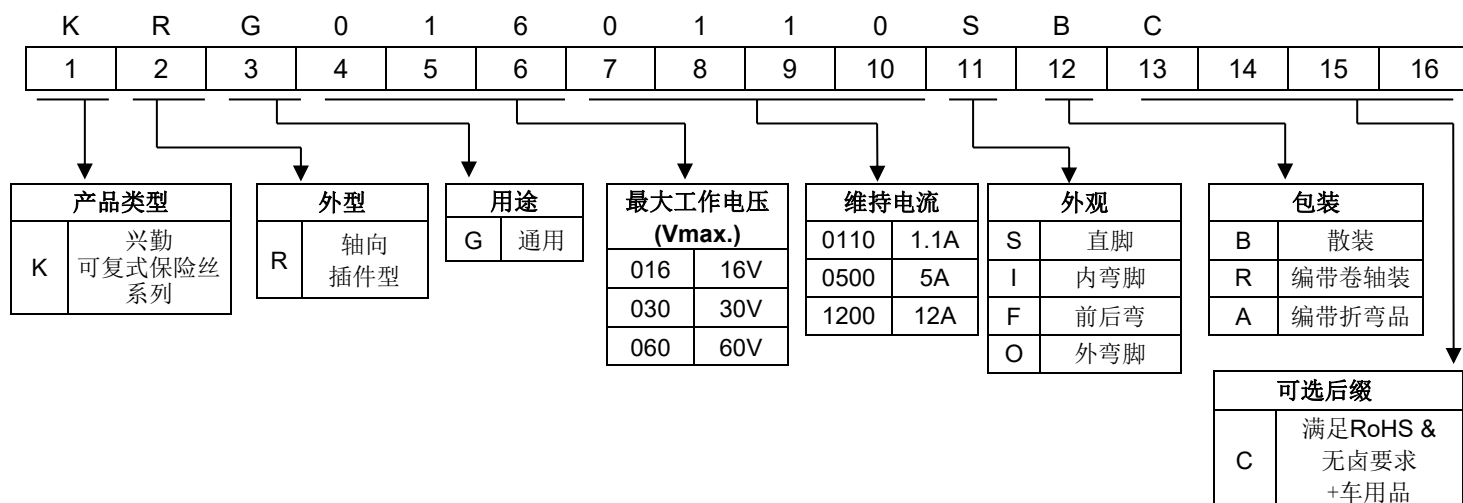 K R G 0 1 6 0 1 1 0 S B C
1 2 3 4 5 6 7 8 9 10 11 12 13 14 15 16
产品类型
K 兴勤
可复式保险丝
系列
外型
R 轴向
插件型
用途
G 通用
最大工作电压
(Vmax.)
016 16V
030 30V
060 60V
维持电流
0110 1.1A
0500 5A
1200 12A
外观
S 直脚
I 内弯脚
F 前后弯
O 外弯脚
包装
B 散装
R 编带卷轴装
A 编带折弯品
可选后缀
C 满足RoHS &
无卤要求
+车用品